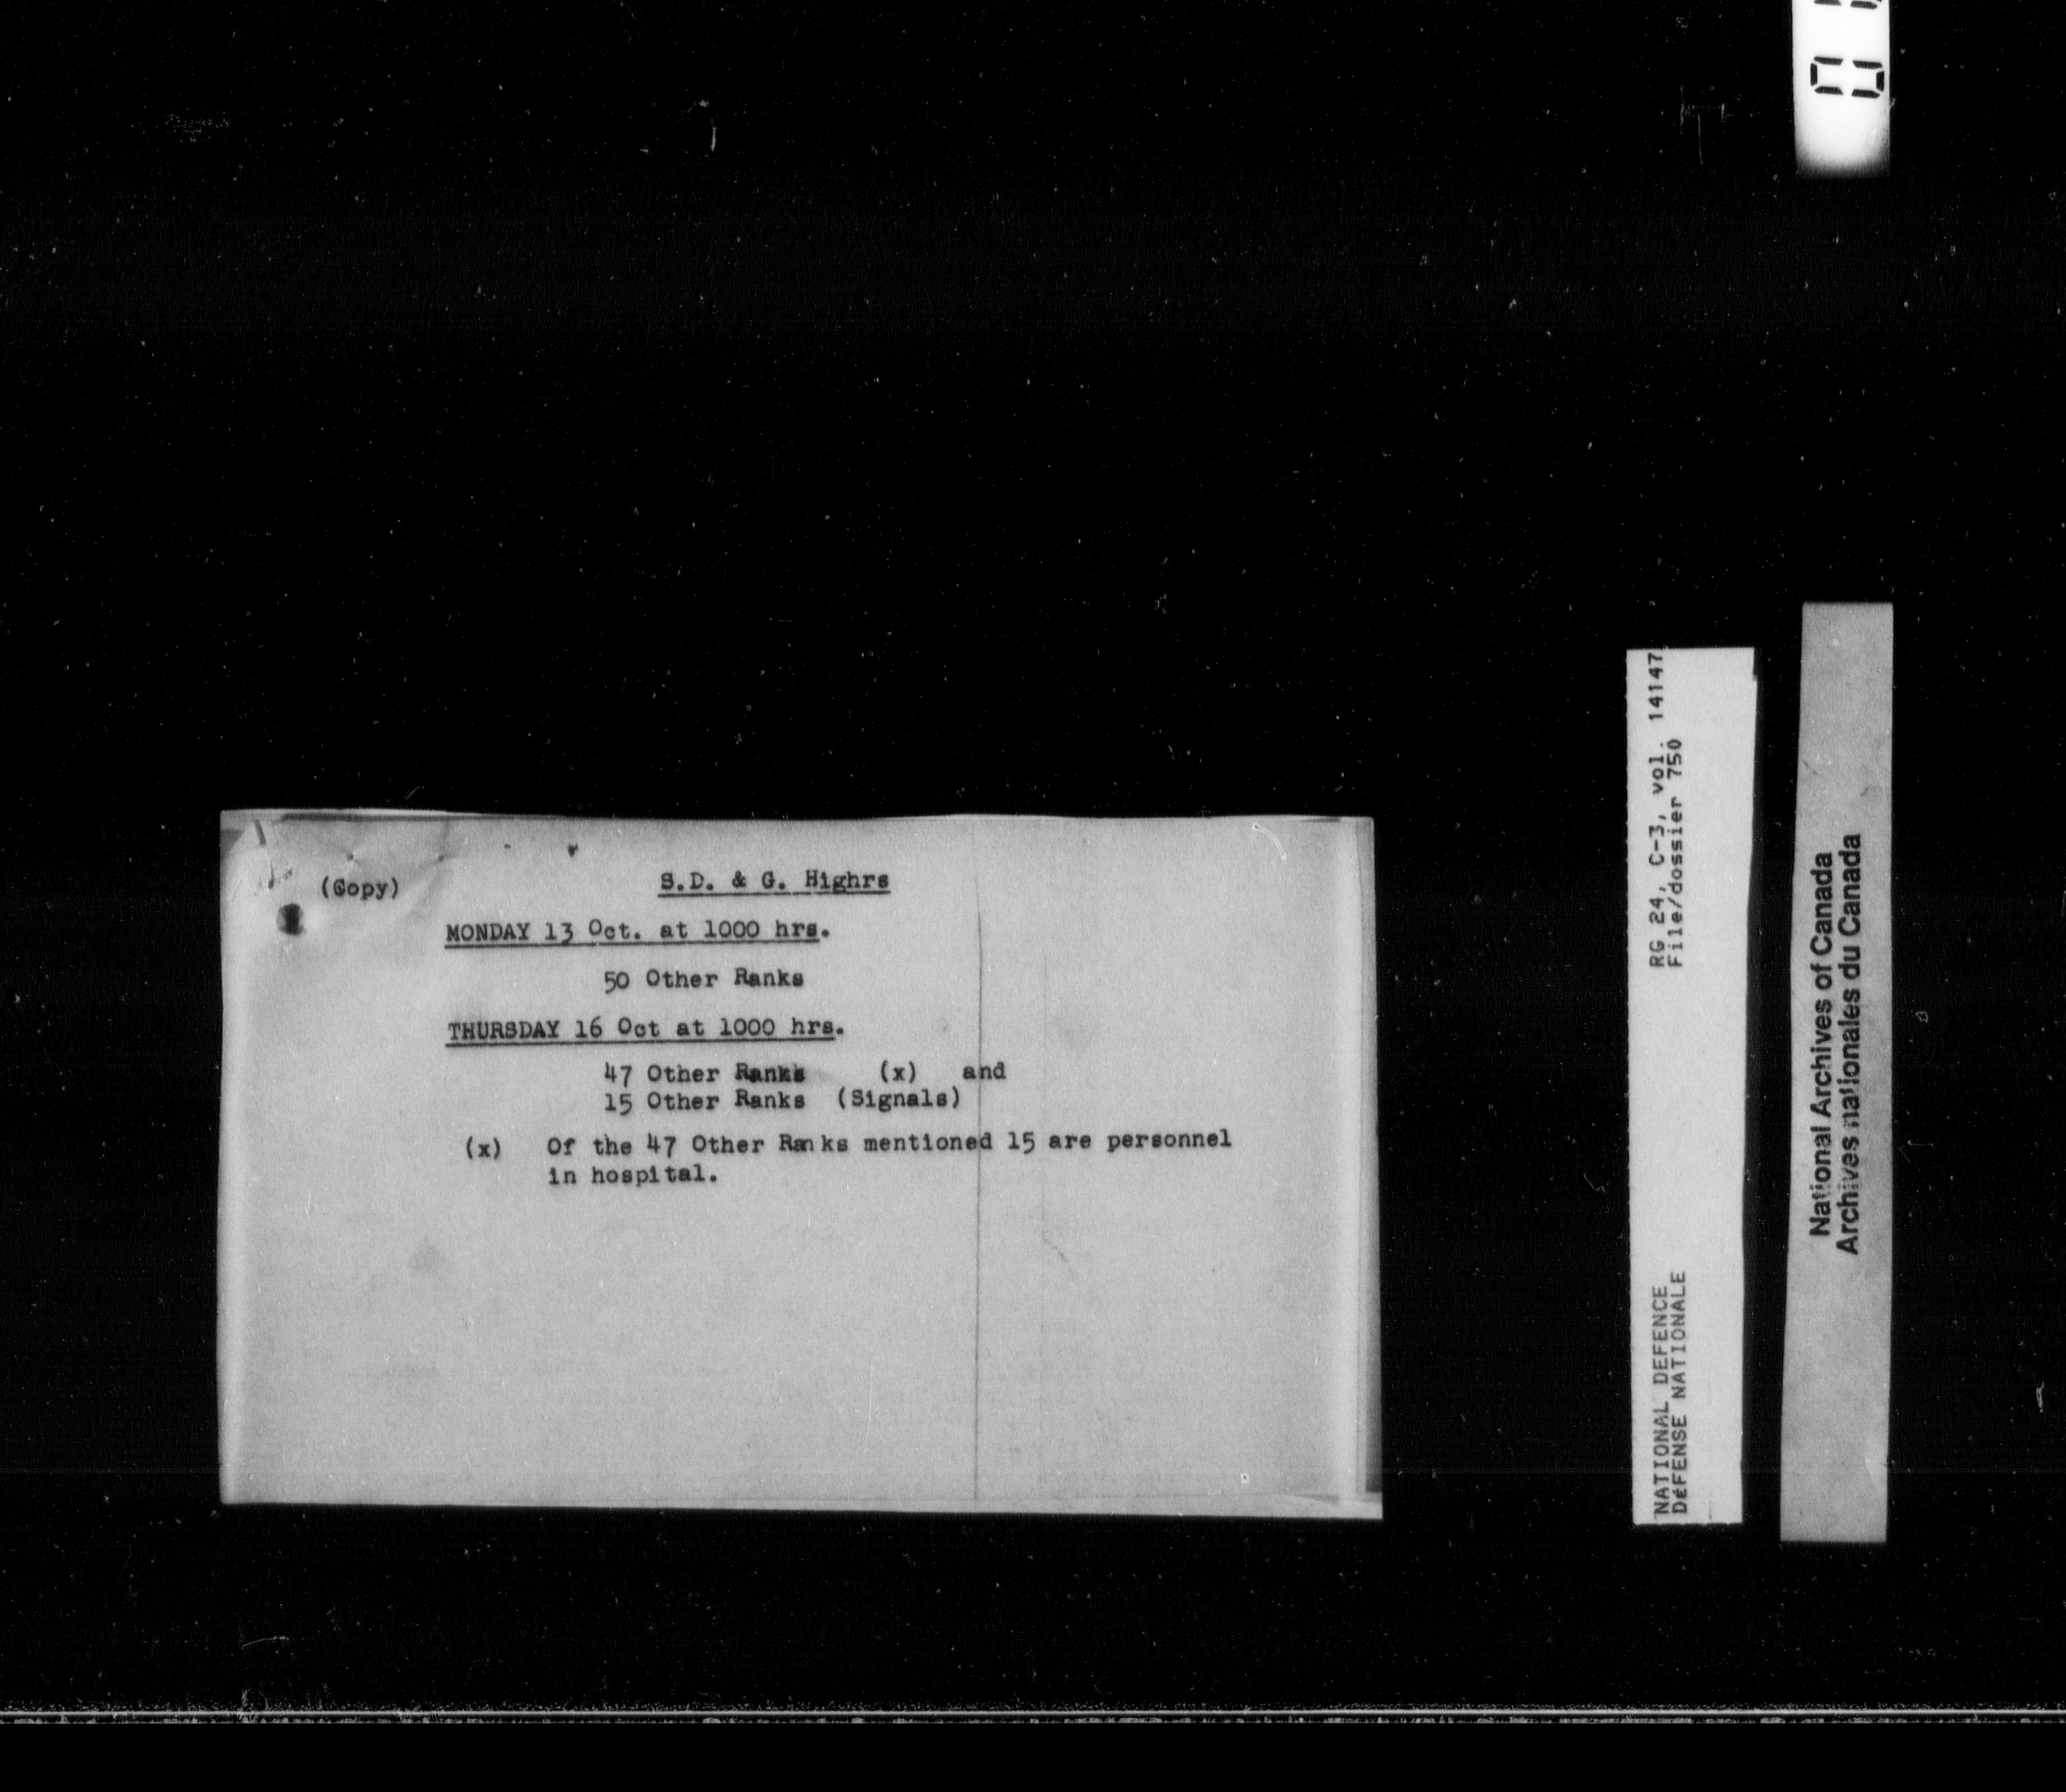 (Copy)
S.D. & G. Highrs
MONDAY 13 Oct. at 1000 hrs.
50 Other Ranks
THURSDAY 16 Oct at 1000 hrs.
47 Other Ranks (x) and
15 Other Ranks (Signals)
(x) Of the 47 Other Ranks mentioned 15 are personnel
in hospital.
NATIONAL DEFENCE RG 24, C-3, vol. 14147
DÉFENSE NATIONALE File/dossier 750
National Archives of Canada
Archives nationales du Canada